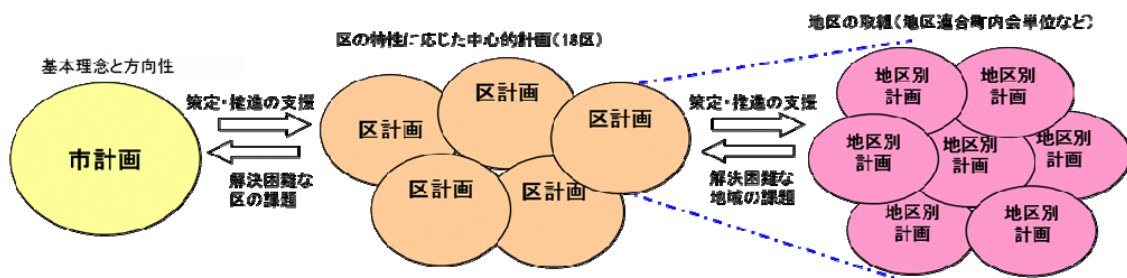 基本理念と方向性
市計画
策定・推進の支援
解決困難な
区の課題
区の特性に応じた中心的計画（18区）
区計画
区計画
区計画
区計画
区計画
策定・推進の支援
解決困難な
地域の課題
地区の取組（地区連合町内会単位など）
地区別
計画
地区別
計画
地区別
計画
地区別
計画
地区別
計画
地区別
計画
地区別
計画